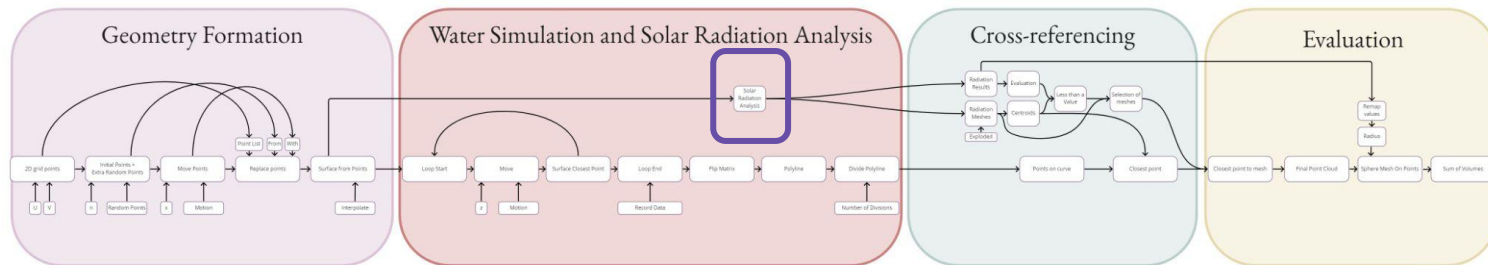 Geometry Formation
Water Simulation and Solar Radiation Analysis
Cross-referencing
Evaluation
Solar
Radiation
Analysis
Radiation
Results
Evaluation
Less than a
Value
Selection of
meshes
Radiation
Meshes
Centroids
Exploded
Remap
values
Radius
Point List
From
With
2D grid points
Initial Points +
Extra Random Points
Move Points
Replace points
Surface from Points
Loop Start
Move
Surface Closest Point
Loop End
Flip Matrix
Polyline
Divide Polyline
Points on curve
Closest point
Closest point to mesh
Final Point Cloud
Sphere Mesh On Points
Sum of Volumes
U
V
Random Points
Motion
Interpolate
z
Motion
Record Data
Number of Divisions